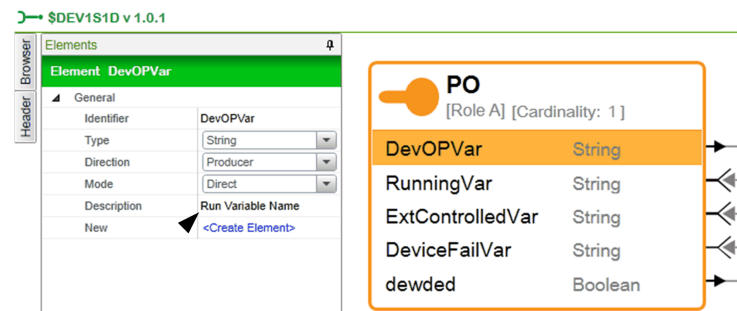 $DEV1S1D v 1.0.1
Browser
Header
Elements
Element DevOPVar
General
Identifier DevOPVar
Type String
Direction Producer
Mode Direct
Description Run Variable Name
New <Create Element>
PO
[Role A] [Cardinality: 1]
DevOPVar String
RunningVar String
ExtControlledVar String
DeviceFailVar String
dewded Boolean